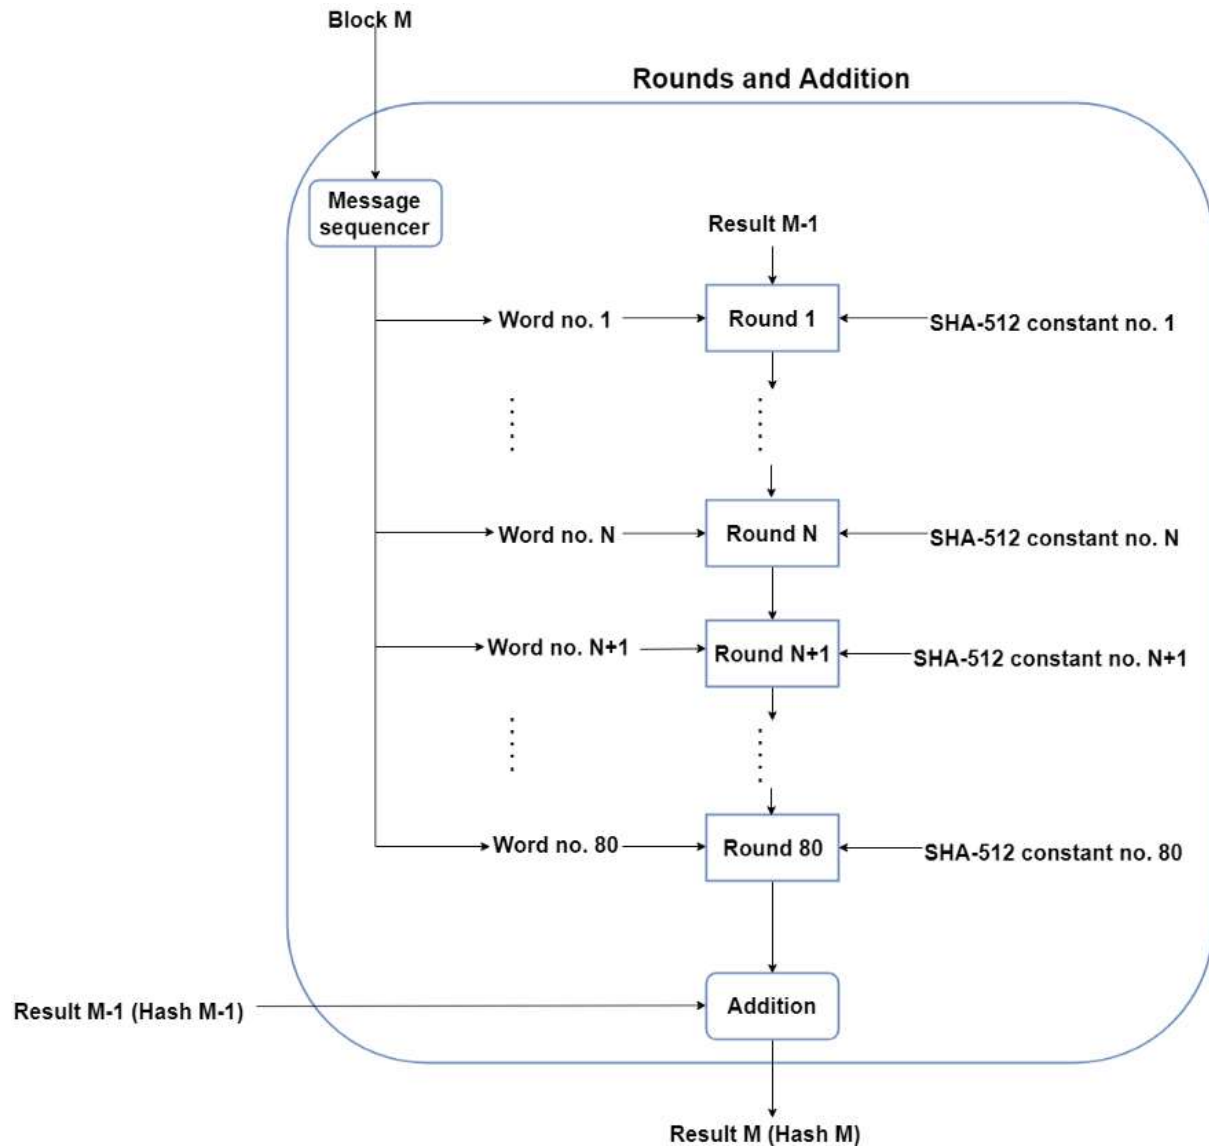 Block M
Rounds and Addition
Message
sequencer
Result M-1
Word no. 1
Round 1
SHA-512 constant no. 1
Word no. N
Round N
SHA-512 constant no. N
Word no. N+1
Round N+1
SHA-512 constant no. N+1
Word no. 80
Round 80
SHA-512 constant no. 80
Result M-1 (Hash M-1)
Addition
Result M (Hash M)